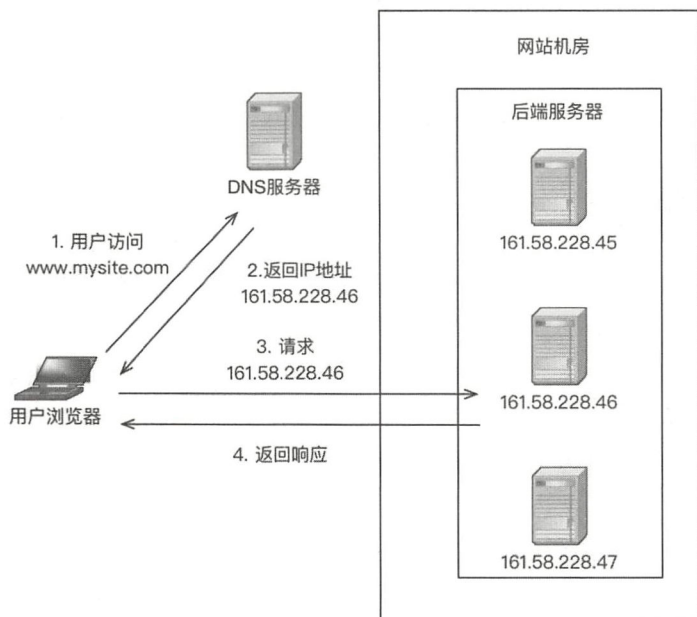 网站机房
后端服务器
DNS服务器
161.58.228.45
1. 用户访问
www.mysite.com
2.返回IP地址
161.58.228.46
3. 请求
161.58.228.46
161.58.228.46
用户浏览器
4. 返回响应
161.58.228.47